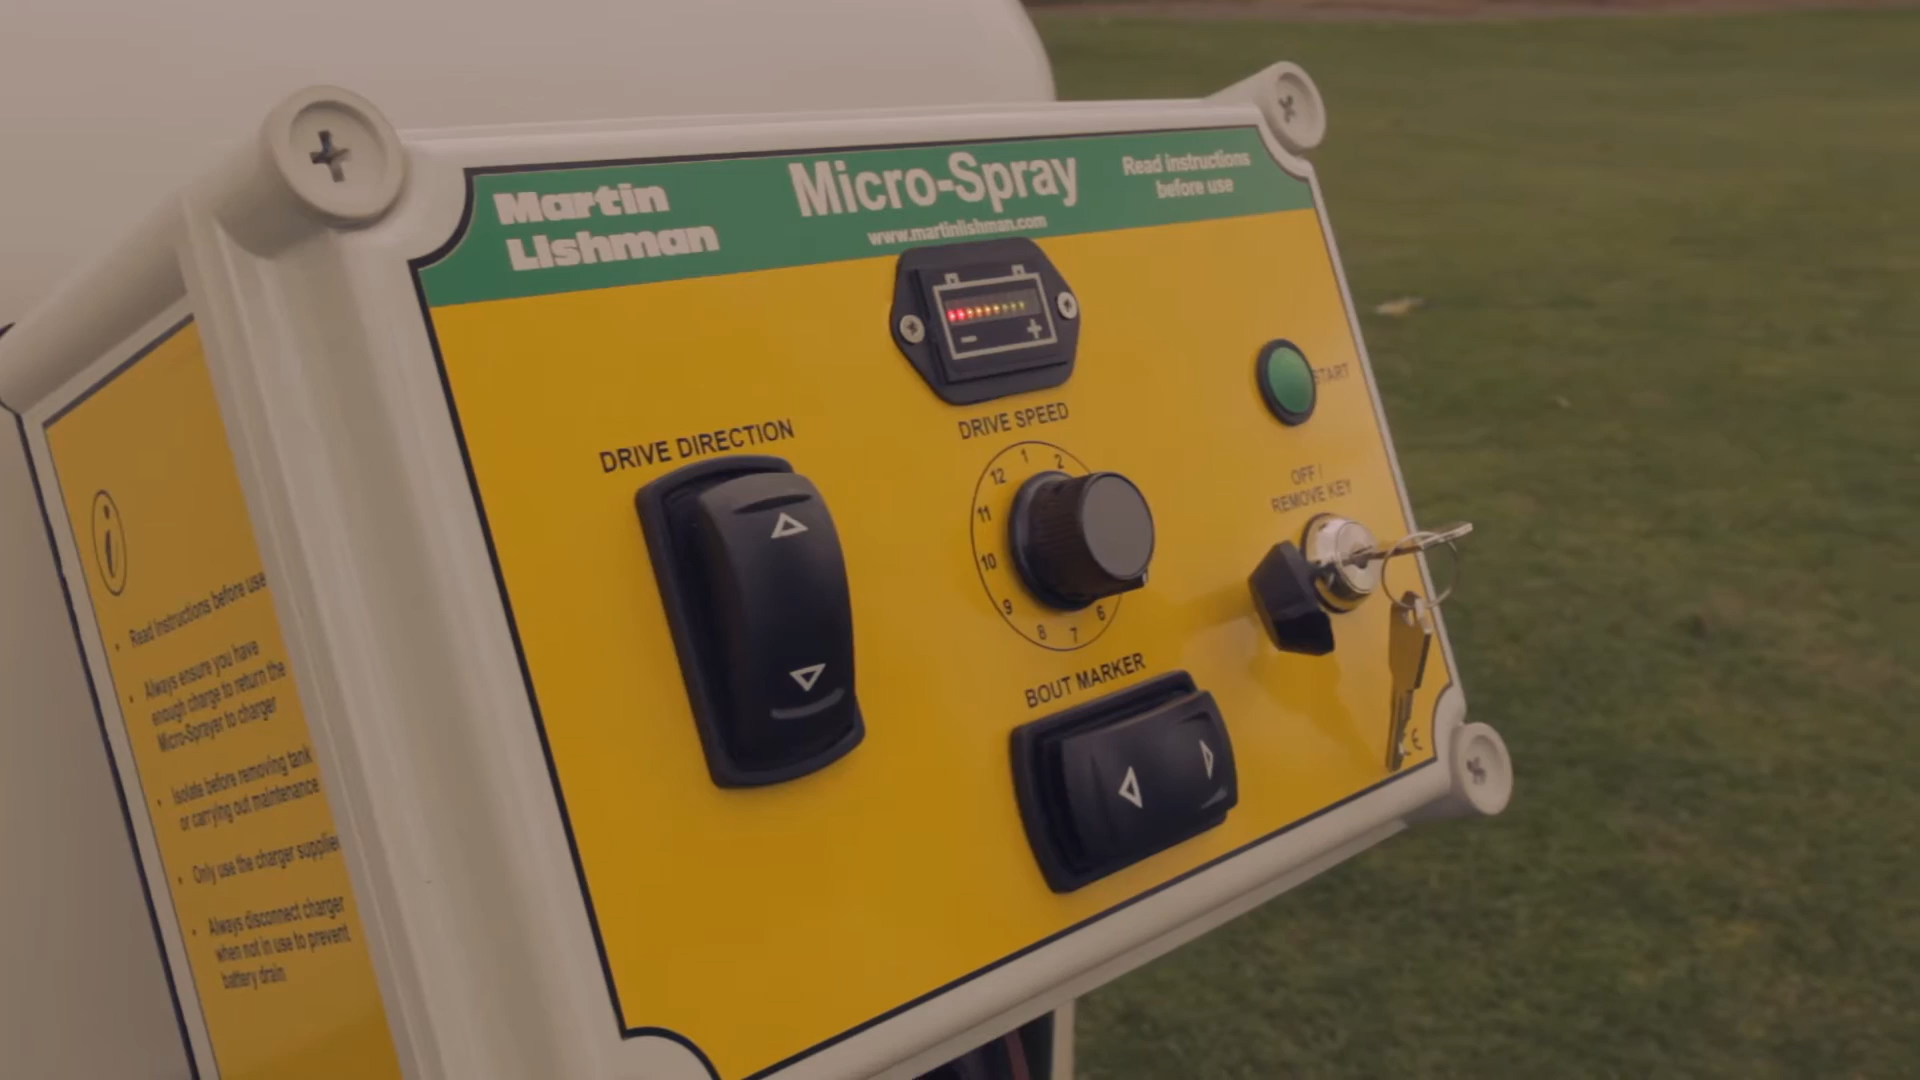 Martin
Lishman
Micro-Spray
www.martinlishman.com
Read instructions
before use
- +
START
DRIVE DIRECTION
DRIVE SPEED
1
2
6
7
8
9
10
11
12
OFF /
REMOVE KEY
BOUT MARKER
CE
i
• Read Instructions before use
• Always ensure you have
enough charge to return the
Micro-Sprayer to charger
• Isolate before removing tank
or carrying out maintenance
• Only use the charger supplied
• Always disconnect charger
when not in use to prevent
battery drain